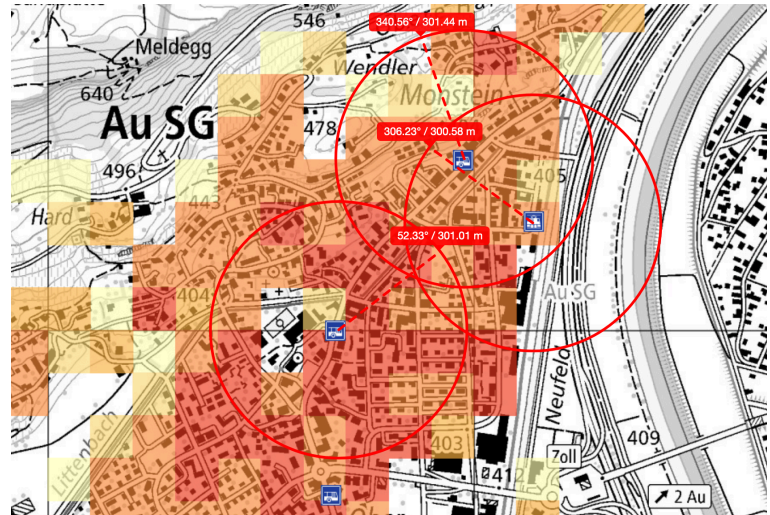 546
340.56° / 301.44 m
Meldegg
Wendler
640
Monstein
Au SG
478
306.23° / 300.58 m
496
405
443
Hard
52.33° / 301.01 m
404
Au SG
Neufeld
Littenbach
403
409
Zoll
412
2 Au